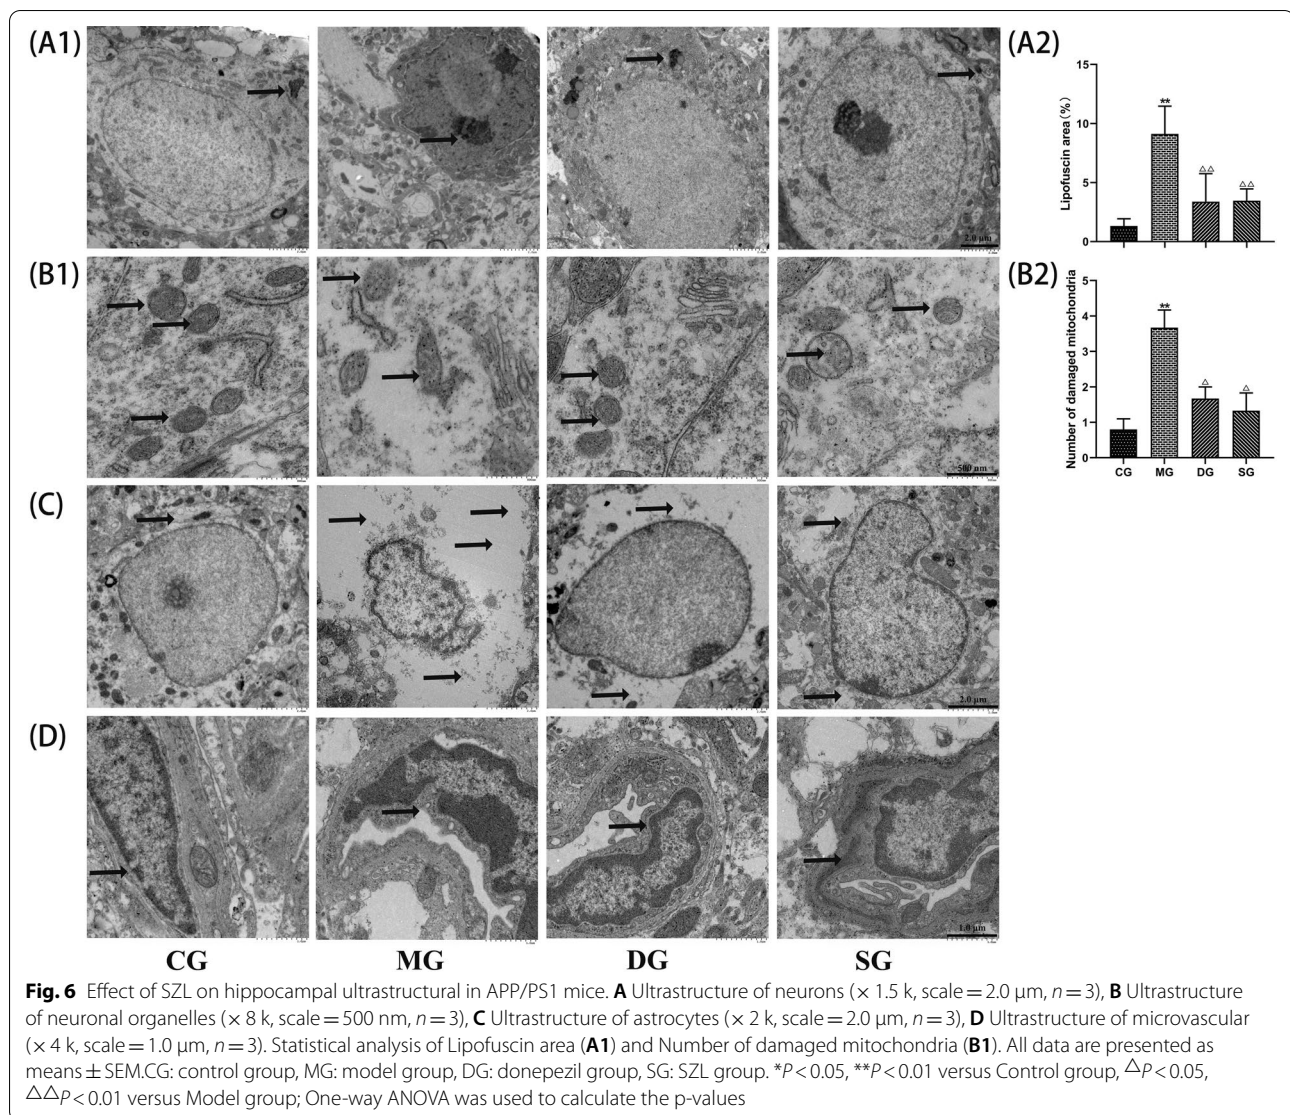 (A1)
2.0 μm
(A2)
15
10
5
0
Lipofuscin area (%)
**
△△
△△
(B1)
500 nm
(B2)
5
4
3
2
1
0
Number of damaged mitochondria
**
△
△
CG MG DG SG
(C)
2.0 μm
(D)
1.0 μm
CG MG DG SG
Fig. 6 Effect of SZL on hippocampal ultrastructural in APP/PS1 mice. A Ultrastructure of neurons (× 1.5 k, scale = 2.0 μm, n = 3), B Ultrastructure
of neuronal organelles (× 8 k, scale = 500 nm, n = 3), C Ultrastructure of astrocytes (× 2 k, scale = 2.0 μm, n = 3), D Ultrastructure of microvascular
(× 4 k, scale = 1.0 μm, n = 3). Statistical analysis of Lipofuscin area (A1) and Number of damaged mitochondria (B1). All data are presented as
means ± SEM.CG: control group, MG: model group, DG: donepezil group, SG: SZL group. *P < 0.05, **P < 0.01 versus Control group, △P < 0.05,
△△P < 0.01 versus Model group; One-way ANOVA was used to calculate the p-values